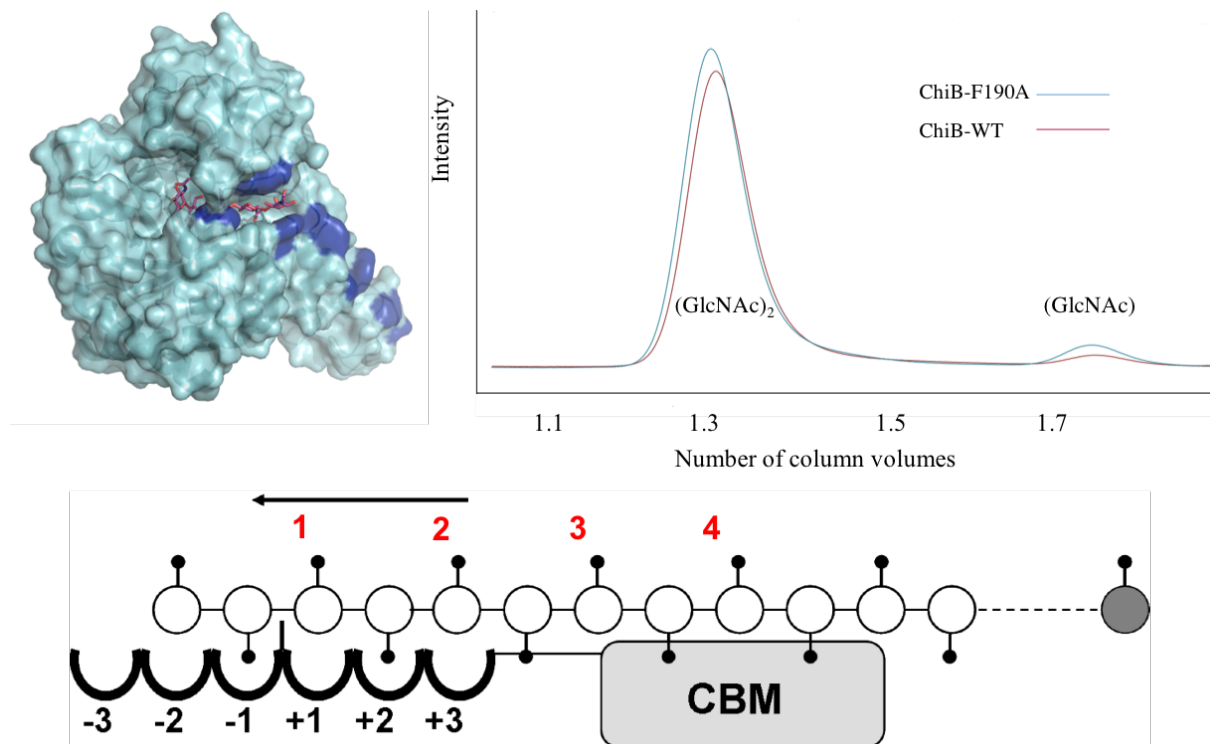 Intensity
ChiB-F190A
ChiB-WT
(GlcNAc)₂
(GlcNAc)
1.1 1.3 1.5 1.7
Number of column volumes
1 2 3 4
CBM
-3 -2 -1 +1 +2 +3